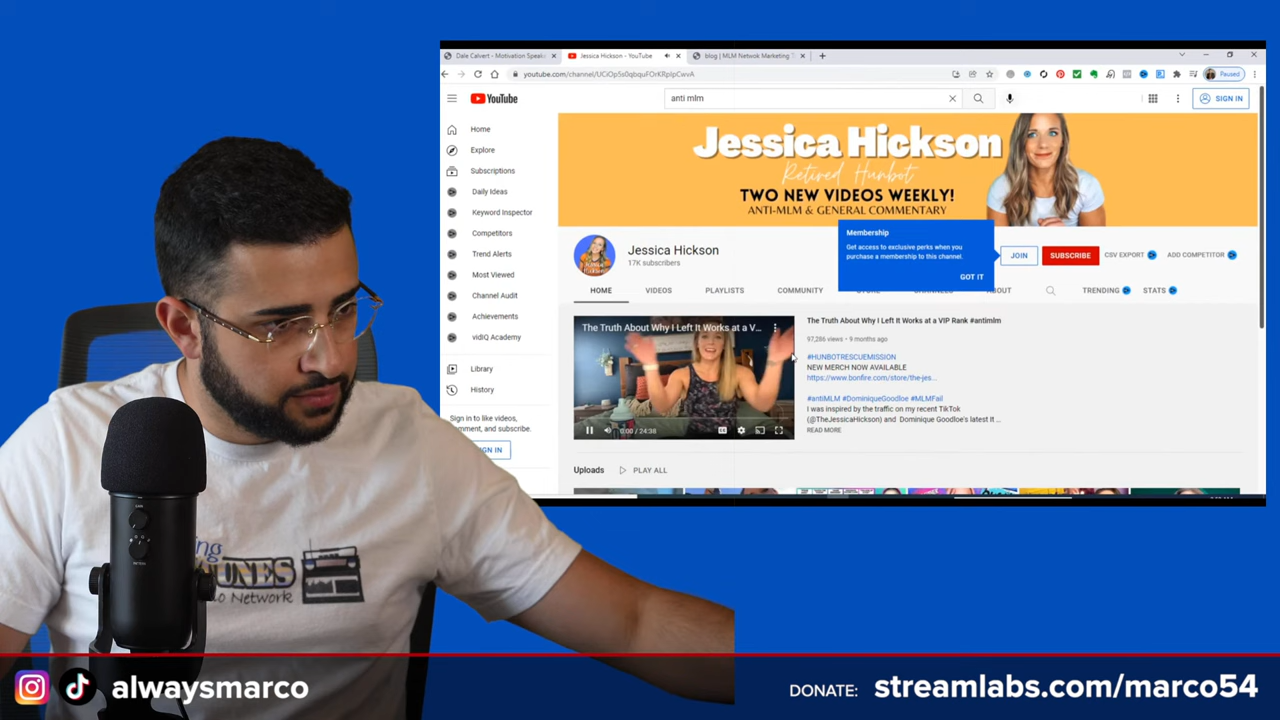 Dale Calvert - Motivation Speak
Jessica Hickson - YouTube
blog | MLM Netwok Marketing T
Paused
YouTube
anti mlm
SIGN IN
Home
Explore
Subscriptions
Daily Ideas
Keyword Inspector
Competitors
Trend Alerts
Most Viewed
Channel Audit
Achievements
vidIQ Academy
Library
History
Sign in to like videos,
comment, and subscribe.
GN IN
Jessica Hickson
Retired Hunbot
TWO NEW VIDEOS WEEKLY!
ANTI-MLM & GENERAL COMMENTARY
Jessica Hickson
17K subscribers
Membership
Get access to exclusive perks when you
purchase a membership to this channel.
GOT IT
JOIN
SUBSCRIBE
CSV EXPORT
ADD COMPETITOR
HOME
VIDEOS
PLAYLISTS
COMMUNITY
STORE
CHANNELS
ABOUT
TRENDING
STATS
The Truth About Why I Left It Works at a V...
0:00 / 24:38
The Truth About Why I Left It Works at a VIP Rank #antimlm
97,286 views • 9 months ago
#HUNBOTRESCUEMISSION
NEW MERCH NOW AVAILABLE
https://www.bonfire.com/store/the-jes...
#antiMLM #DominiqueGoodloe #MLMFail
I was inspired by the traffic on my recent TikTok
(@TheJessicaHickson) and Dominique Goodloe's latest It ...
READ MORE
Uploads
PLAY ALL
ing
UNES
o Network
alwaysmarco
DONATE: streamlabs.com/marco54